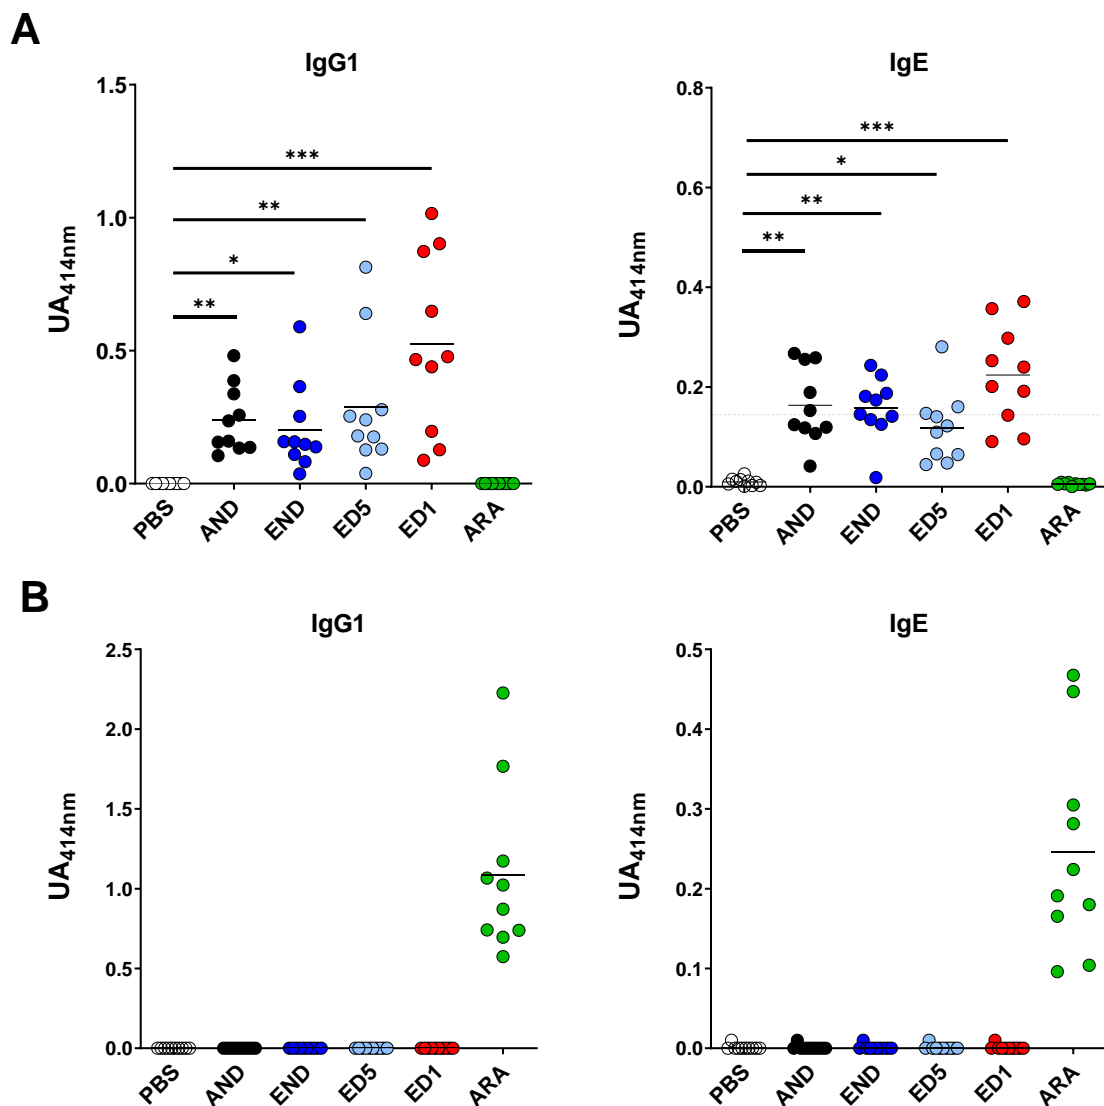 A
IgG1
UA414nm
1.5
1.0
0.5
0.0
***
**
*
**
PBS AND END ED5 ED1 ARA
IgE
UA414nm
0.8
0.6
0.4
0.2
0.0
***
*
**
**
PBS AND END ED5 ED1 ARA
B
IgG1
UA414nm
2.5
2.0
1.5
1.0
0.5
0.0
PBS AND END ED5 ED1 ARA
IgE
UA414nm
0.5
0.4
0.3
0.2
0.1
0.0
PBS AND END ED5 ED1 ARA